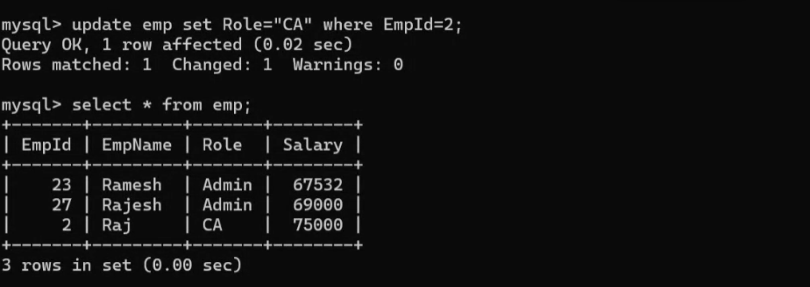 mysql> update emp set Role="CA" where EmpId=2;
Query OK, 1 row affected (0.02 sec)
Rows matched: 1  Changed: 1  Warnings: 0

mysql> select * from emp;
+-------+---------+-------+--------+
| EmpId | EmpName | Role  | Salary |
+-------+---------+-------+--------+
|    23 | Ramesh  | Admin |  67532 |
|    27 | Rajesh  | Admin |  69000 |
|     2 | Raj     | CA    |  75000 |
+-------+---------+-------+--------+
3 rows in set (0.00 sec)